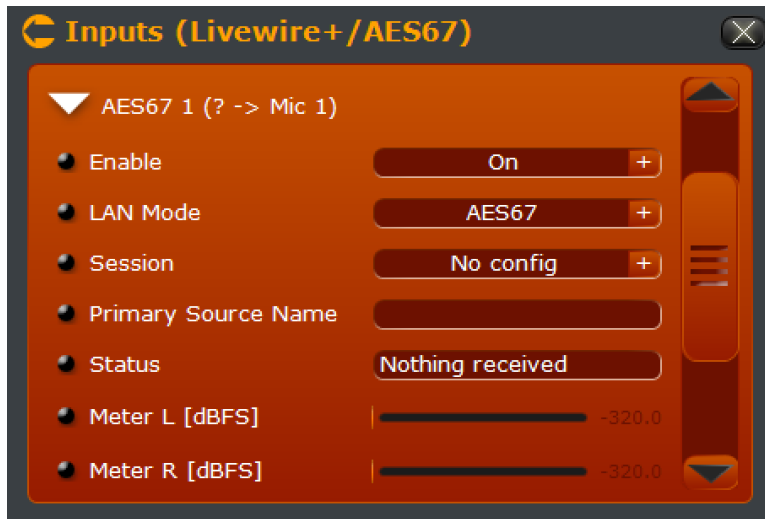 Inputs (Livewire+/AES67)
AES67 1 (? -> Mic 1)
Enable On +
LAN Mode AES67 +
Session No config +
Primary Source Name
Status Nothing received
Meter L [dBFS] -320.0
Meter R [dBFS] -320.0